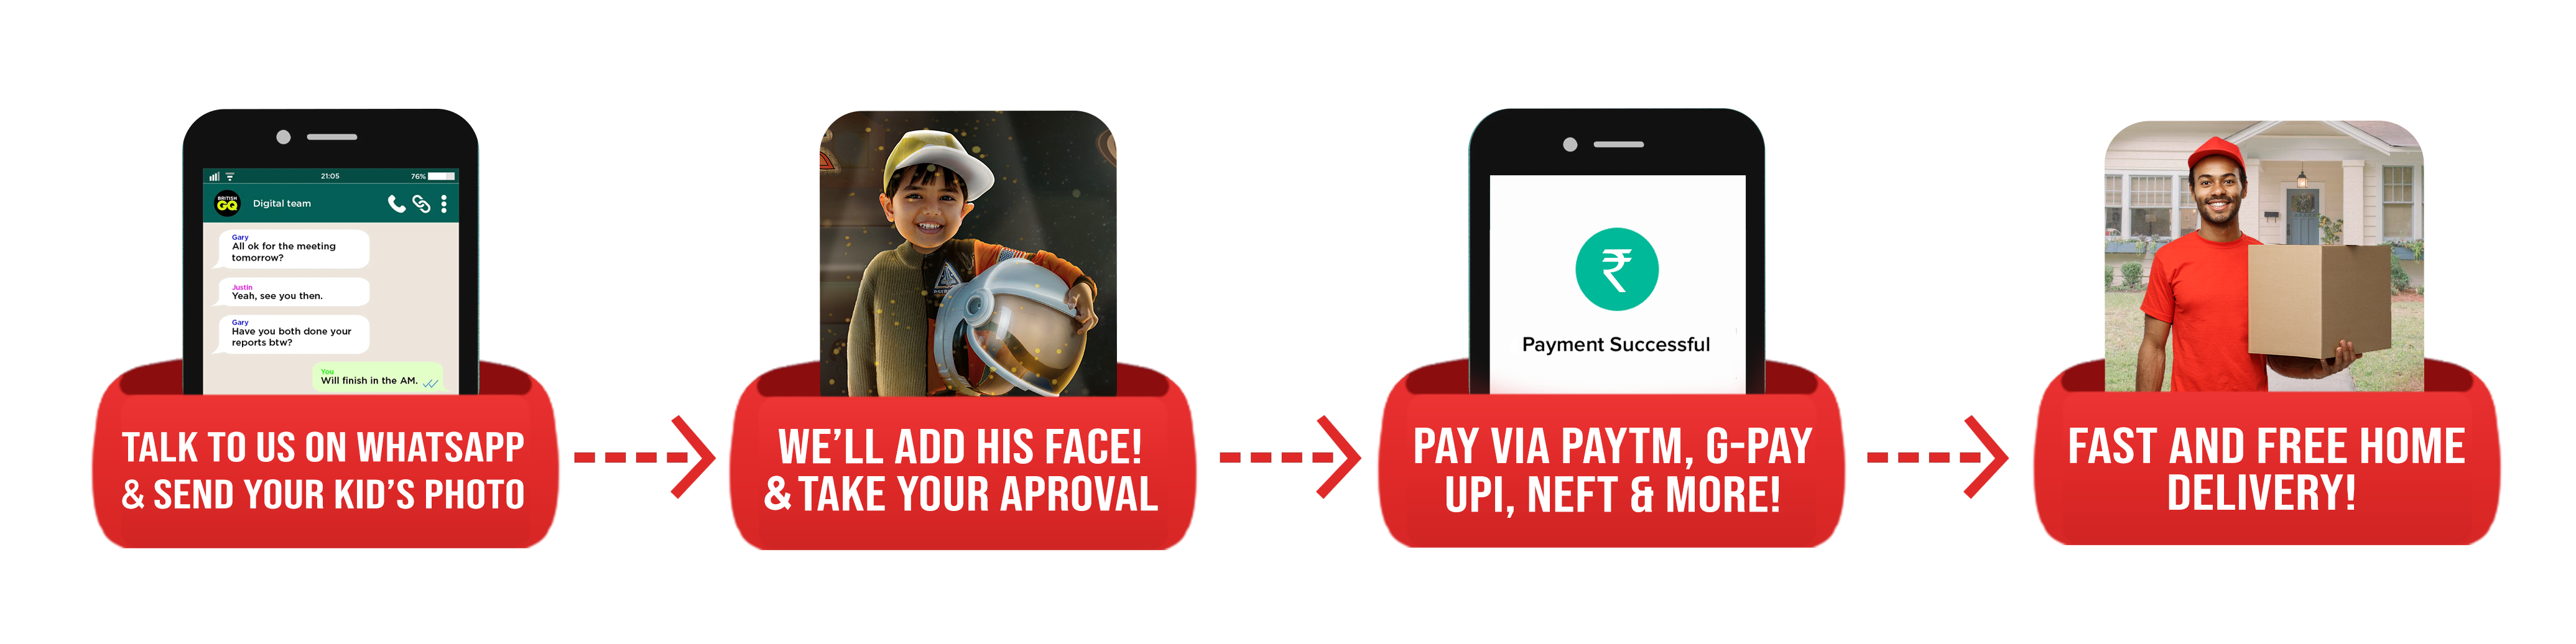 21:05
76%
BRITISH
GQ
Digital team
Gary
All ok for the meeting
tomorrow?
Justin
Yeah, see you then.
Gary
Have you both done your
reports btw?
You
Will finish in the AM.
TALK TO US ON WHATSAPP
& SEND YOUR KID'S PHOTO
WE'LL ADD HIS FACE!
& TAKE YOUR APROVAL
₹
Payment Successful
PAY VIA PAYTM, G-PAY
UPI, NEFT & MORE!
FAST AND FREE HOME
DELIVERY!